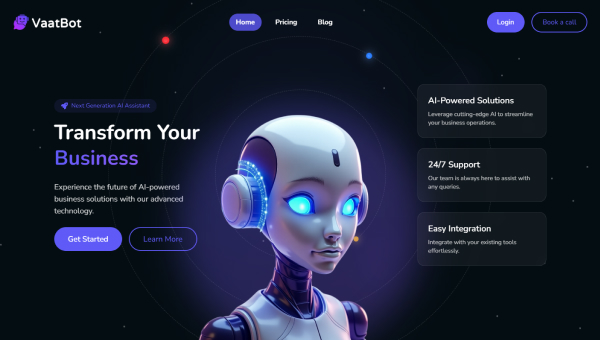 VaatBot
Home
Pricing
Blog
Login
Book a call
Next Generation AI Assistant
Transform Your
Business
Experience the future of AI-powered
business solutions with our advanced
technology.
Get Started
Learn More
AI-Powered Solutions
Leverage cutting-edge AI to streamline
your business operations.
24/7 Support
Our team is always here to assist with
any queries.
Easy Integration
Integrate with your existing tools
effortlessly.